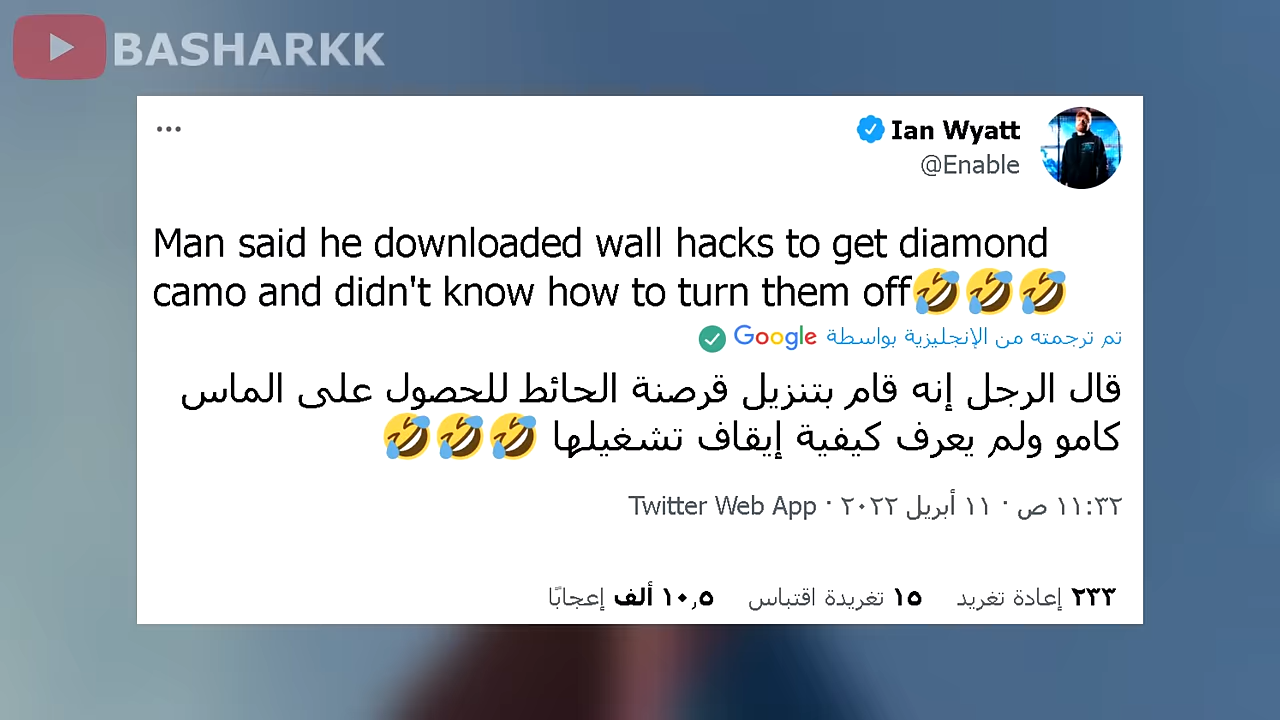 BASHARKK
Ian Wyatt
@Enable
Man said he downloaded wall hacks to get diamond
camo and didn't know how to turn them off🤣🤣🤣
تم ترجمته من الإنجليزية بواسطة Google
قال الرجل إنه قام بتنزيل قرصنة الحائط للحصول على الماس
كامو ولم يعرف كيفية إيقاف تشغيلها 🤣🤣🤣
١١:٣٢ ص · ١١ أبريل ٢٠٢٢ · Twitter Web App
٢٣٣ إعادة تغريد ١٥ تغريدة اقتباس ١٠٫٥ ألف إعجابًا